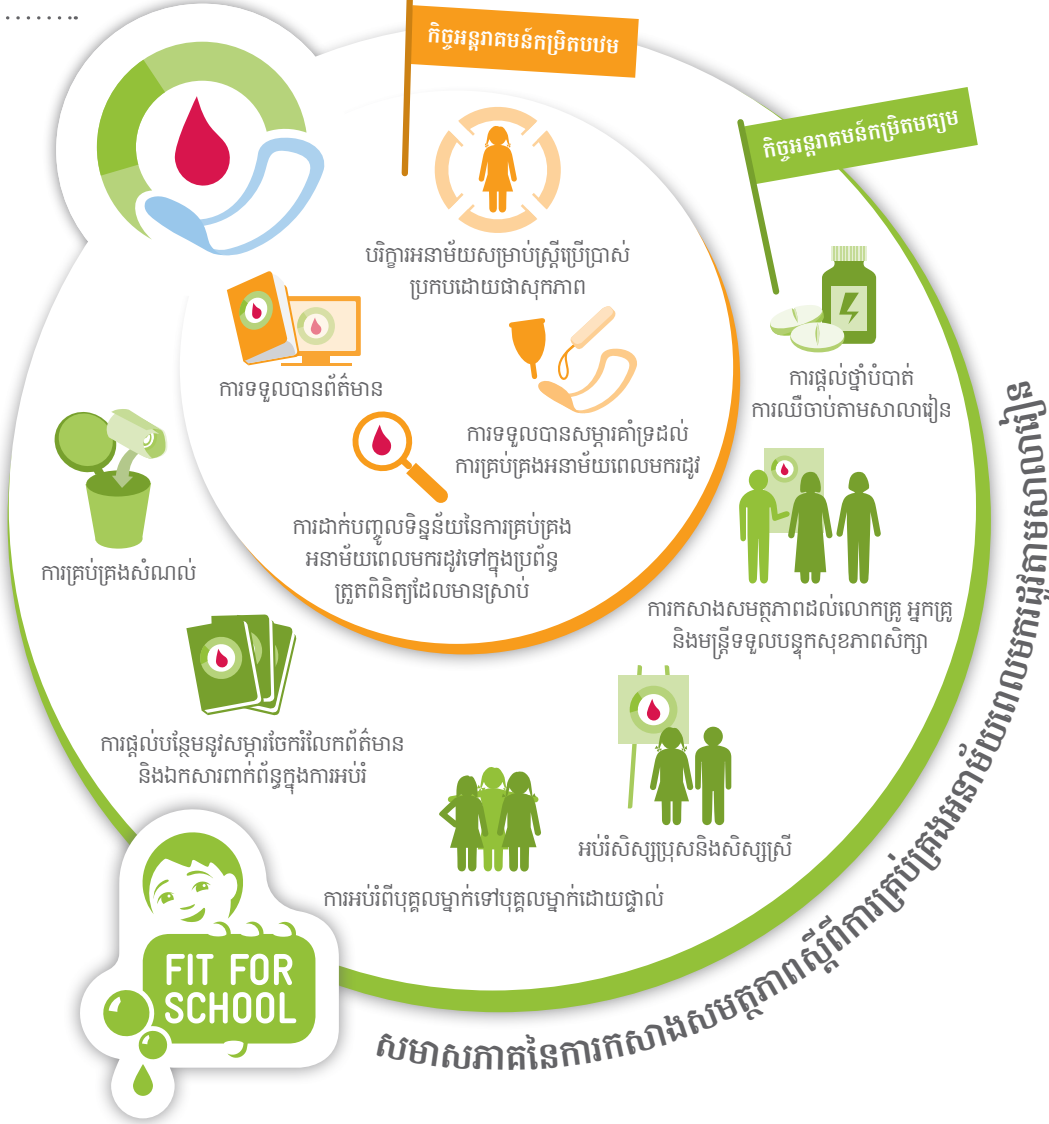 ........
កិច្ចអន្តរាគមន៍កម្រិតបឋម
កិច្ចអន្តរាគមន៍កម្រិតមធ្យម
បរិក្ខារអនាម័យសម្រាប់ស្ត្រីប្រើប្រាស់
ប្រកបដោយផាសុកភាព
ការទទួលបានព័ត៌មាន
ការទទួលបានសម្ភារគាំទ្រដល់
ការគ្រប់គ្រងអនាម័យពេលមករដូវ
ការដាក់បញ្ចូលទិន្នន័យនៃការគ្រប់គ្រង
អនាម័យពេលមករដូវទៅក្នុងប្រព័ន្ធ
ត្រួតពិនិត្យដែលមានស្រាប់
ការផ្តល់ថ្នាំបំបាត់
ការឈឺចាប់តាមសាលារៀន
ការគ្រប់គ្រងសំណល់
ការកសាងសមត្ថភាពដល់លោកគ្រូ អ្នកគ្រូ
និងមន្ត្រីទទួលបន្ទុកសុខភាពសិក្សា
ការផ្តល់បន្ថែមនូវសម្ភារចែករំលែកព័ត៌មាន
និងឯកសារពាក់ព័ន្ធក្នុងការអប់រំ
អប់រំសិស្សប្រុសនិងសិស្សស្រី
ការអប់រំពីបុគ្គលម្នាក់ទៅបុគ្គលម្នាក់ដោយផ្ទាល់
FIT FOR
SCHOOL
សមាសភាគនៃការកសាងសមត្ថភាពស្តីពីការគ្រប់គ្រងអនាម័យពេលមករដូវតាមសាលារៀន